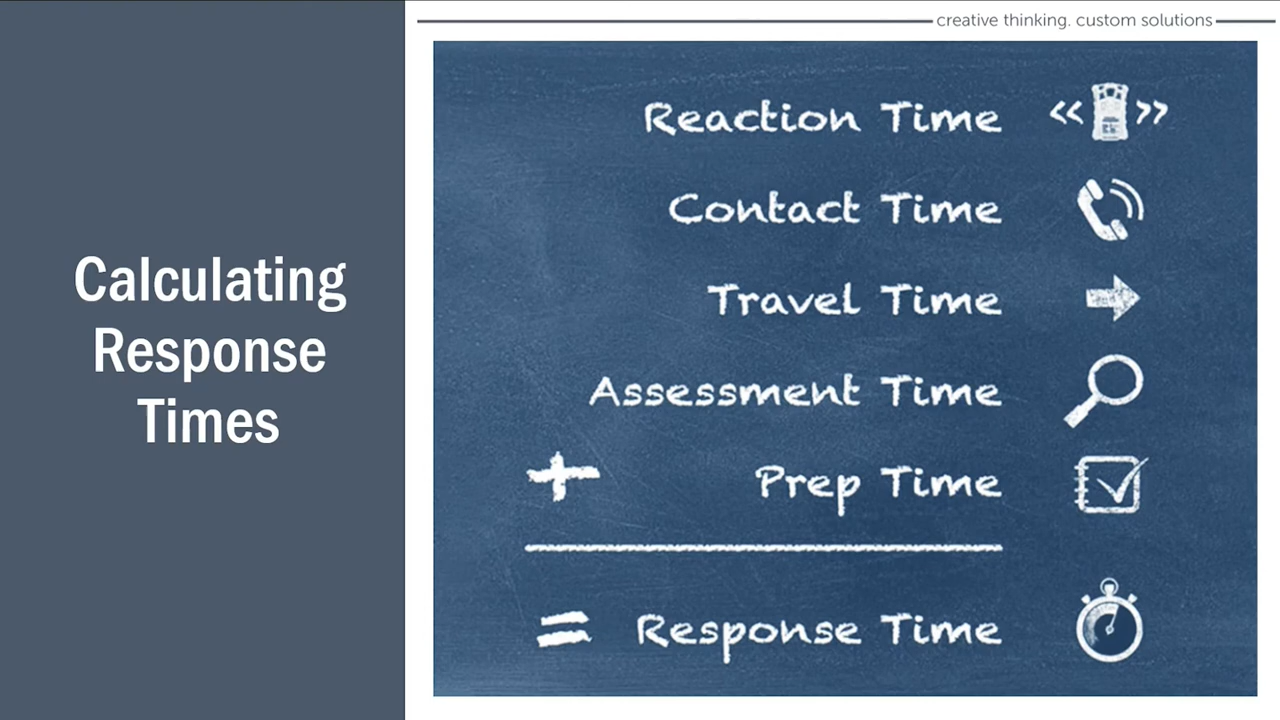 creative thinking. custom solutions
Calculating
Response
Times
Reaction Time
Contact Time
Travel Time
Assessment Time
+ Prep Time
= Response Time